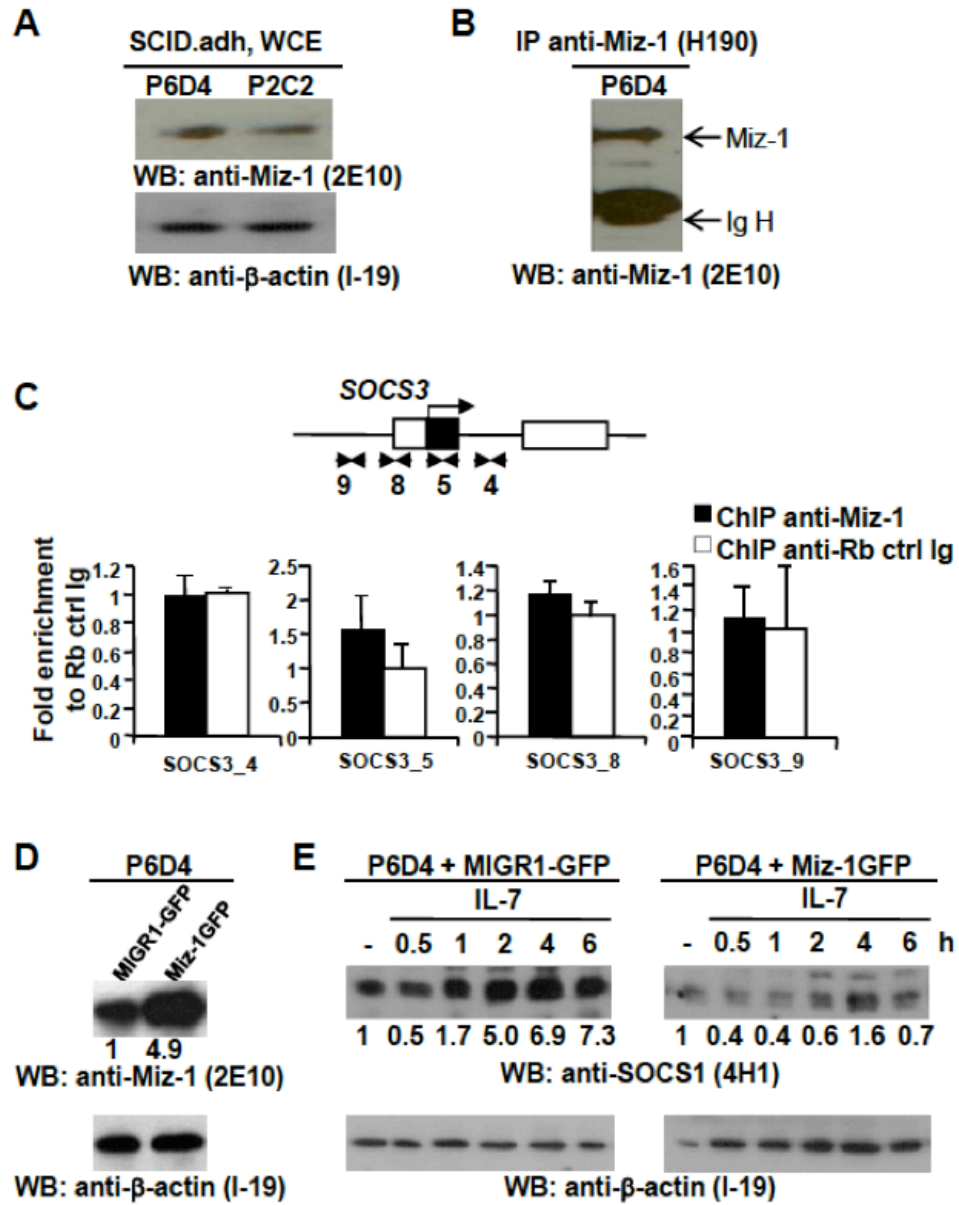 A
SCID.adh, WCE
P6D4 P2C2
WB: anti-Miz-1 (2E10)
WB: anti-β-actin (I-19)
B
IP anti-Miz-1 (H190)
P6D4
Miz-1
Ig H
WB: anti-Miz-1 (2E10)
C
SOCS3
9 8 5 4
ChIP anti-Miz-1
ChIP anti-Rb ctrl Ig
Fold enrichment
to Rb ctrl Ig
1.2
1
0.8
0.6
0.4
0.2
0
SOCS3_4
2.5
2
1.5
1
0.5
0
SOCS3_5
1.4
1.2
1
0.8
0.6
0.4
0.2
0
SOCS3_8
1.6
1.4
1.2
1
0.8
0.6
0.4
0.2
0
SOCS3_9
D
P6D4
MIGR1-GFP
Miz-1GFP
1 4.9
WB: anti-Miz-1 (2E10)
WB: anti-β-actin (I-19)
E
P6D4 + MIGR1-GFP P6D4 + Miz-1GFP
IL-7 IL-7
- 0.5 1 2 4 6 - 0.5 1 2 4 6 h
1 0.5 1.7 5.0 6.9 7.3 1 0.4 0.4 0.6 1.6 0.7
WB: anti-SOCS1 (4H1)
WB: anti-β-actin (I-19)